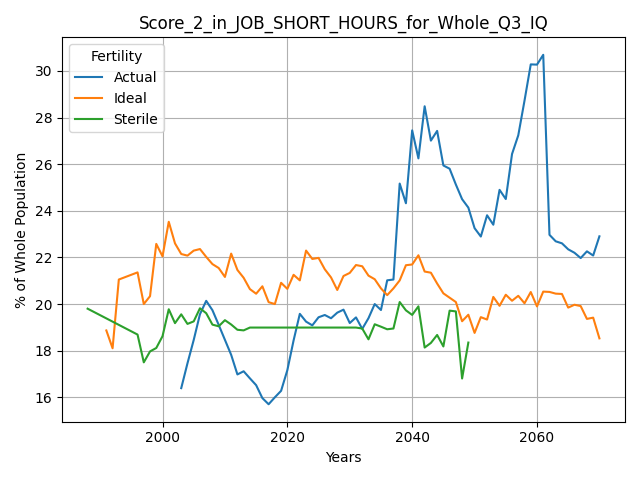 Score_2_in_JOB_SHORT_HOURS_for_Whole_Q3_IQ
Fertility
Actual
Ideal
Sterile
% of Whole Population
30
28
26
24
22
20
18
16
2000 2020 2040 2060
Years